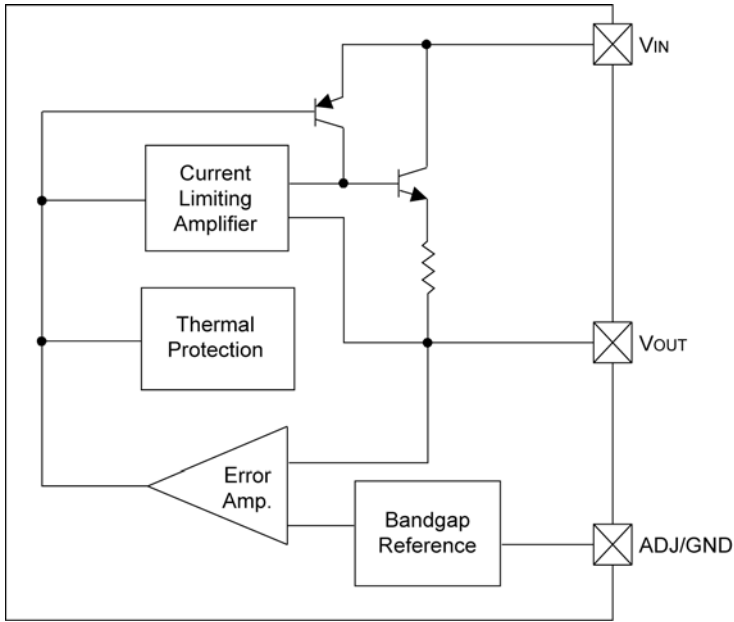 VIN
Current
Limiting
Amplifier
Thermal
Protection
VOUT
Error
Amp.
Bandgap
Reference
ADJ/GND